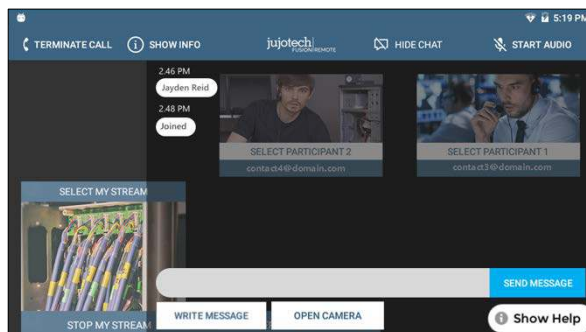 5:19 PM
TERMINATE CALL
SHOW INFO
jujotech
FUSION REMOTE
HIDE CHAT
START AUDIO
2.46 PM
Jayden Reid
2.48 PM
Joined
SELECT PARTICIPANT 2
contact4@domain.com
SELECT PARTICIPANT 1
contact3@domain.com
SELECT MY STREAM
SEND MESSAGE
STOP MY STREAM
WRITE MESSAGE
OPEN CAMERA
Show Help